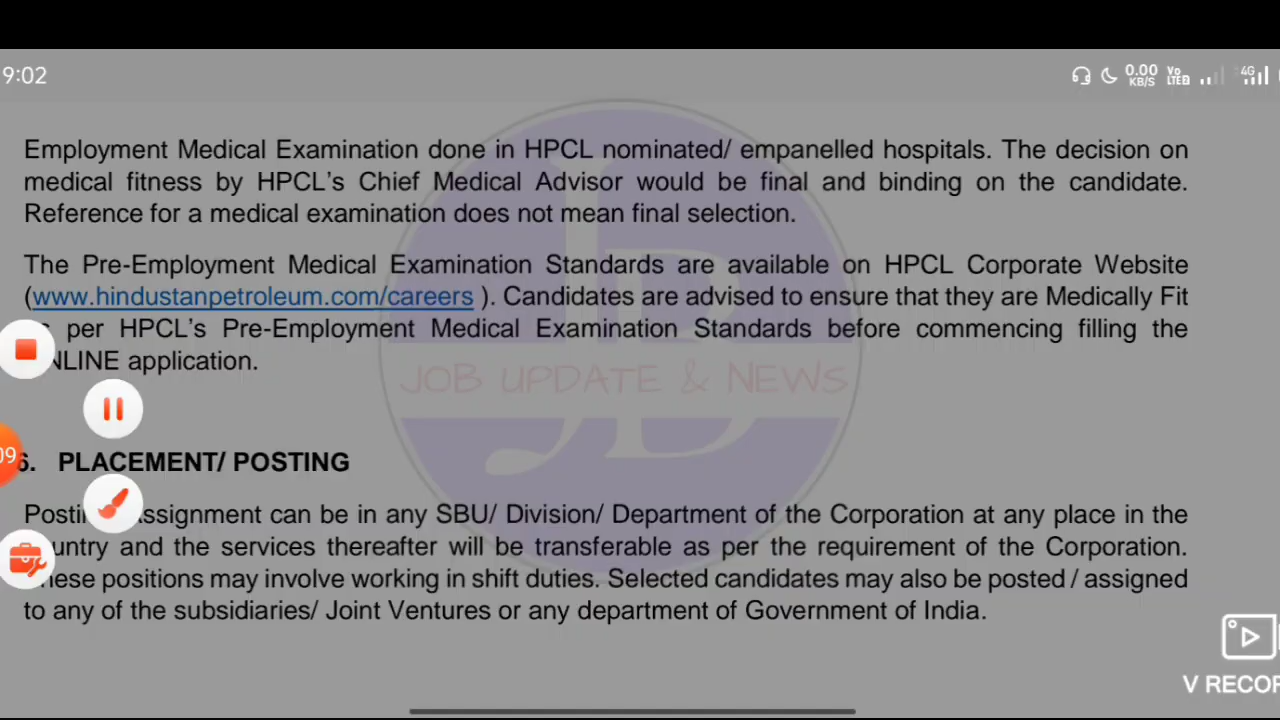 9:02
0.00
KB/S
Vo
LTE2
4G
Employment Medical Examination done in HPCL nominated/ empanelled hospitals. The decision on
medical fitness by HPCL's Chief Medical Advisor would be final and binding on the candidate.
Reference for a medical examination does not mean final selection.
The Pre-Employment Medical Examination Standards are available on HPCL Corporate Website
(www.hindustanpetroleum.com/careers ). Candidates are advised to ensure that they are Medically Fit
per HPCL's Pre-Employment Medical Examination Standards before commencing filling the
NLINE application.
JOB UPDATE & NEWS
09
6. PLACEMENT/ POSTING
Posti ssignment can be in any SBU/ Division/ Department of the Corporation at any place in the
untry and the services thereafter will be transferable as per the requirement of the Corporation.
hese positions may involve working in shift duties. Selected candidates may also be posted / assigned
to any of the subsidiaries/ Joint Ventures or any department of Government of India.
V RECOR